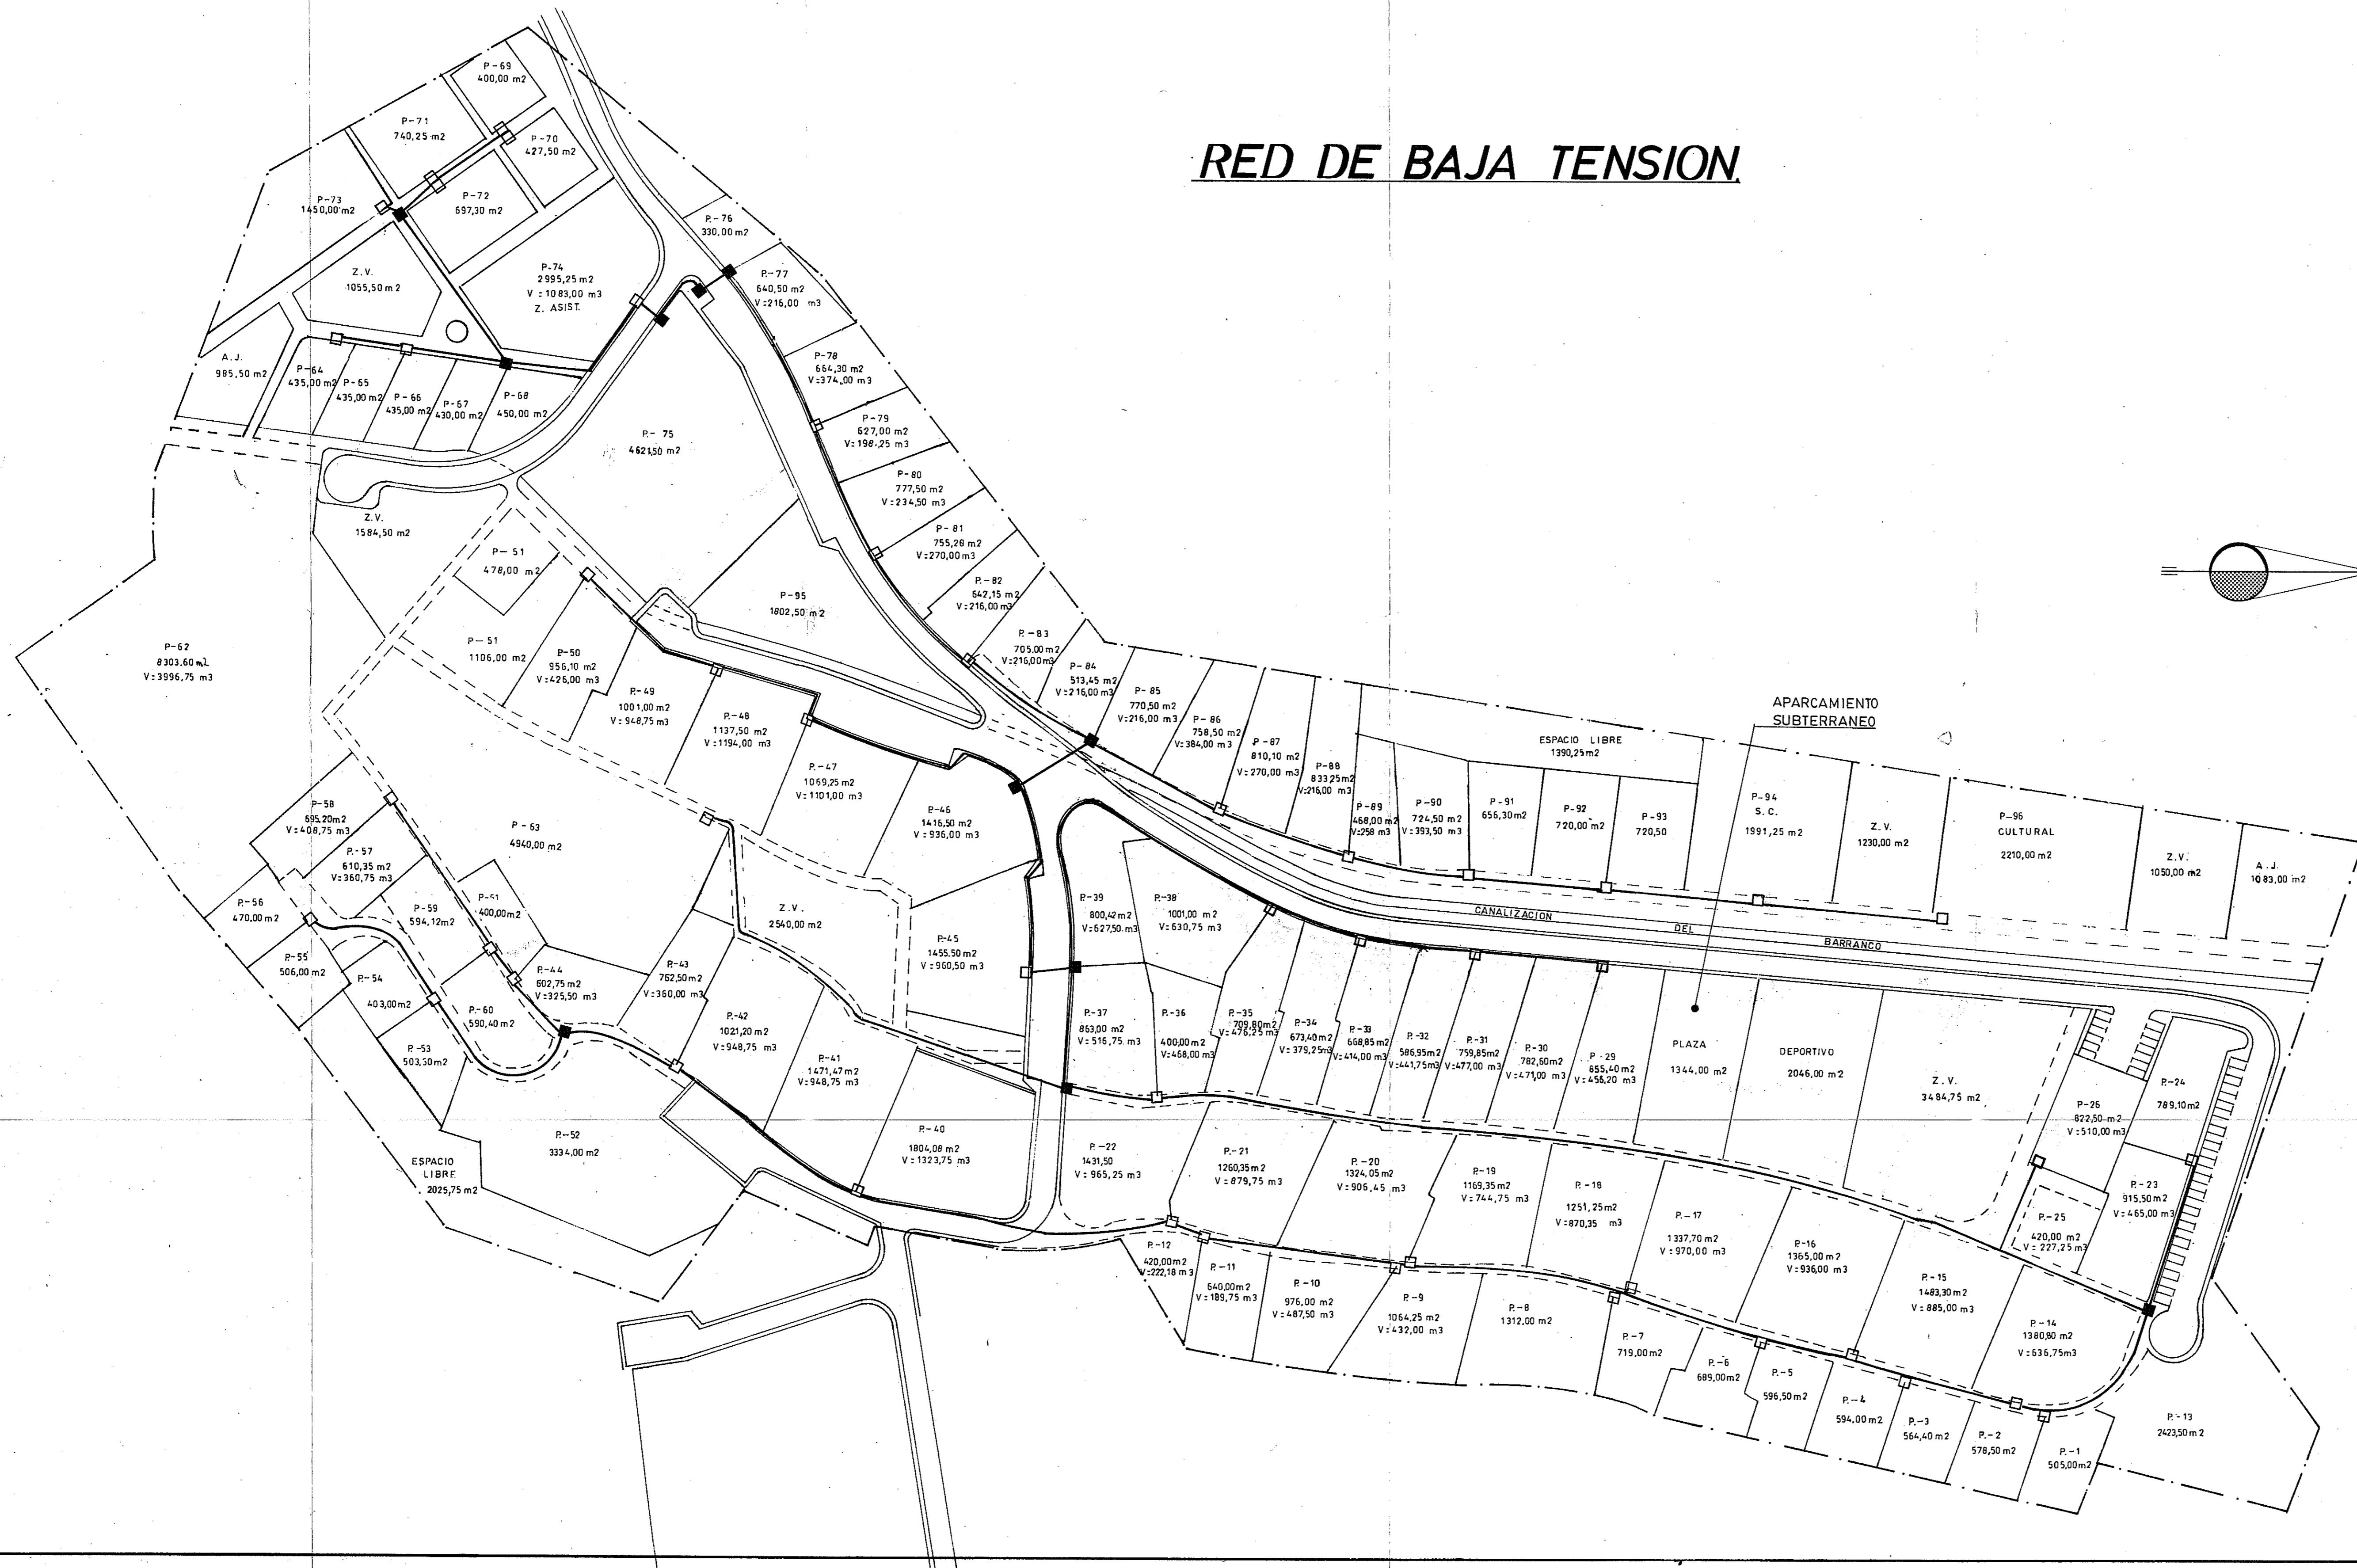 RED DE BAJA TENSION.
P-69
400,00 m2
P-71
740,25 m2
P-70
427,50 m2
P-73
1450,00 m2
P-72
697,30 m2
P.-76
330,00 m2
Z.V.
1055,50 m2
P-74
2995,25 m2
V = 1083,00 m3
Z. ASIST.
P.-77
640,50 m2
V=216,00 m3
A.J.
985,50 m2
P-64
435,00 m2
P-65
435,00 m2
P-66
435,00 m2
P-67
430,00 m2
P-68
450,00 m2
P-78
664,30 m2
V=374,00 m3
P.-75
4621,50 m2
P-79
627,00 m2
V=198,25 m3
P-80
777,50 m2
V=234,50 m3
Z.V.
1584,50 m2
P-51
478,00 m2
P-81
755,28 m2
V=270,00 m3
P-95
1802,50 m2
P.-82
642,15 m2
V=216,00 m3
P-62
8303,60 m2
V=3996,75 m3
P-51
1106,00 m2
P-50
956,10 m2
V=426,00 m3
P.-49
1001,00 m2
V=948,75 m3
P.-83
705,00 m2
V=216,00 m3
P-84
513,45 m2
V=216,00 m3
P-85
770,50 m2
V=216,00 m3
P-86
758,50 m2
V=384,00 m3
P.-87
810,10 m2
V=270,00 m3
P-88
833,25 m2
V=216,00 m3
P.-48
1137,50 m2
V=1194,00 m3
P.-47
1069,25 m2
V=1101,00 m3
P.-46
1416,50 m2
V=936,00 m3
ESPACIO LIBRE
1390,25 m2
APARCAMIENTO
SUBTERRANEO
P-89
468,00 m2
V=258 m3
P-90
724,50 m2
V=393,50 m3
P-91
656,30 m2
P-92
720,00 m2
P-93
720,50
P-94
S.C.
1991,25 m2
Z.V.
1230,00 m2
P-96
CULTURAL
2210,00 m2
Z.V.
1050,00 m2
A.J.
1083,00 m2
P-58
695,20 m2
V=408,75 m3
P.-57
610,35 m2
V=360,75 m3
P-63
4940,00 m2
P-56
470,00 m2
P-59
594,12 m2
P-51
400,00 m2
Z.V.
2540,00 m2
P.-39
800,42 m2
V=627,50 m3
P.-38
1001,00 m2
V=630,75 m3
CANALIZACION
DEL
BARRANCO
P-55
506,00 m2
P.-54
403,00 m2
P.-44
602,75 m2
V=325,50 m3
P.-43
762,50 m2
V=360,00 m3
P.-45
1455,50 m2
V=960,50 m3
P.-53
503,50 m2
P.-60
590,40 m2
P.-42
1021,20 m2
V=948,75 m3
P.-41
1471,47 m2
V=948,75 m3
P.-37
863,00 m2
V=516,75 m3
P.-36
400,00 m2
V=468,00 m3
P.-35
709,80 m2
V=476,25 m3
P.-34
673,40 m2
V=379,25 m3
P.-33
668,85 m2
V=414,00 m3
P.-32
586,95 m2
V=441,75 m3
P.-31
759,85 m2
V=477,00 m3
P.-30
782,60 m2
V=471,00 m3
P-29
855,40 m2
V=456,20 m3
PLAZA
1344,00 m2
DEPORTIVO
2046,00 m2
Z.V.
3484,75 m2
P.-24
789,10 m2
P-26
822,50 m2
V=510,00 m3
P.-52
3334,00 m2
ESPACIO
LIBRE
2025,75 m2
P.-40
1804,08 m2
V=1323,75 m3
P.-22
1431,50
V=965,25 m3
P.-21
1260,35 m2
V=879,75 m3
P.-20
1324,05 m2
V=906,45 m3
P.-19
1169,35 m2
V=744,75 m3
P.-18
1251,25 m2
V=870,35 m3
P.-17
1337,70 m2
V=970,00 m3
P-16
1365,00 m2
V=936,00 m3
P.-15
1483,30 m2
V=885,00 m3
P.-14
1380,80 m2
V=636,75 m3
P.-25
420,00 m2
V=227,25 m3
P.-23
915,50 m2
V=465,00 m3
P.-12
420,00 m2
V=222,18 m3
P.-11
640,00 m2
V=189,75 m3
P.-10
976,00 m2
V=487,50 m3
P.-9
1064,25 m2
V=432,00 m3
P.-8
1312,00 m2
P.-7
719,00 m2
P.-6
689,00 m2
P.-5
596,50 m2
P.-4
594,00 m2
P.-3
564,40 m2
P.-2
578,50 m2
P.-1
505,00 m2
P.-13
2423,50 m2